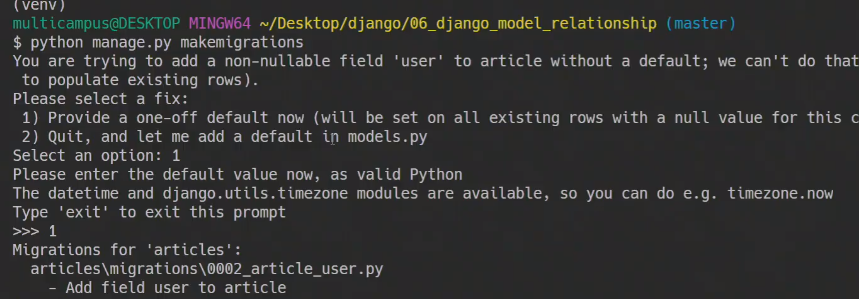 (venv)
multicampus@DESKTOP MINGW64 ~/Desktop/django/06_django_model_relationship (master)
$ python manage.py makemigrations
You are trying to add a non-nullable field 'user' to article without a default; we can't do that
 to populate existing rows).
Please select a fix:
 1) Provide a one-off default now (will be set on all existing rows with a null value for this c
 2) Quit, and let me add a default in models.py
Select an option: 1
Please enter the default value now, as valid Python
The datetime and django.utils.timezone modules are available, so you can do e.g. timezone.now
Type 'exit' to exit this prompt
>>> 1
Migrations for 'articles':
  articles\migrations\0002_article_user.py
    - Add field user to article